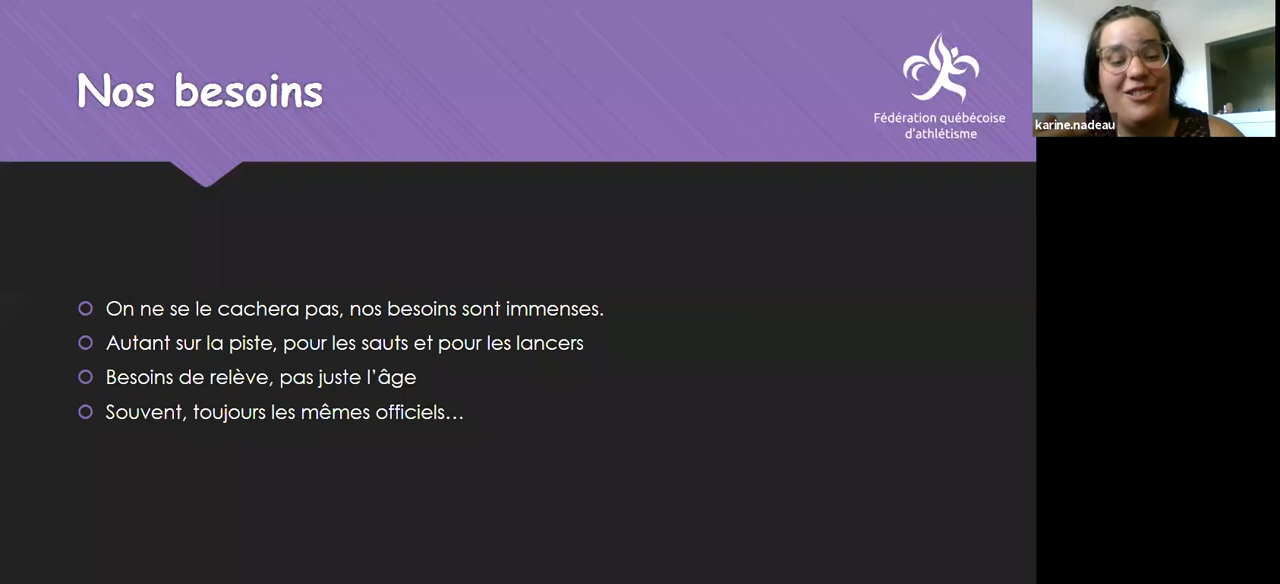 Nos besoins
Fédération québécoise
d'athlétisme
karine.nadeau
On ne se le cachera pas, nos besoins sont immenses.
Autant sur la piste, pour les sauts et pour les lancers
Besoins de relève, pas juste l'âge
Souvent, toujours les mêmes officiels…